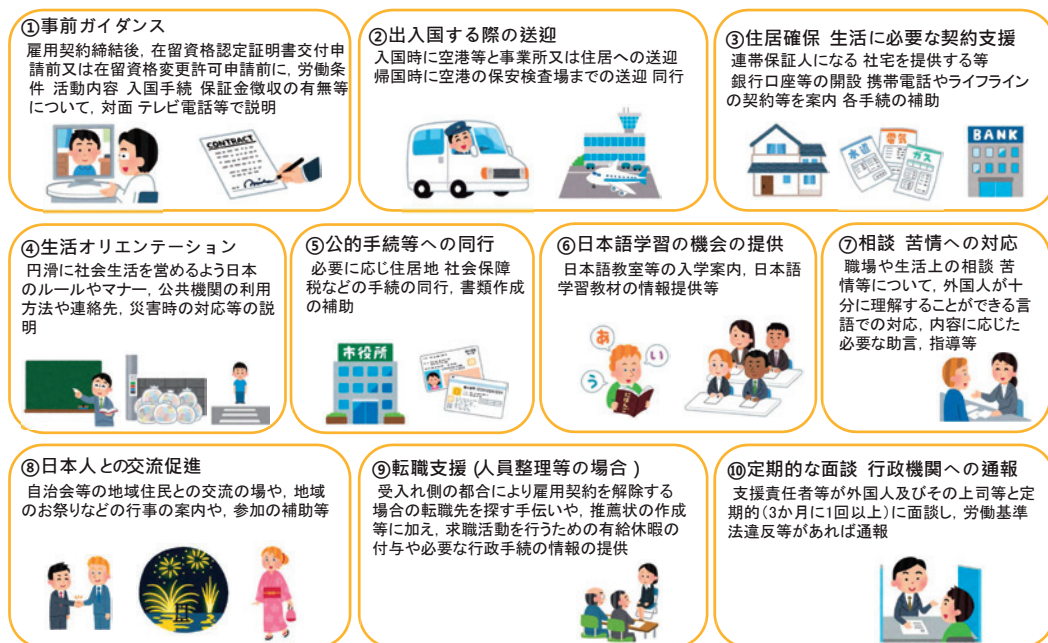 ①事前ガイダンス
雇用契約締結後, 在留資格認定証明書交付申
請前又は在留資格変更許可申請前に, 労働条
件 活動内容 入国手続 保証金徴収の有無等
について, 対面 テレビ電話等で説明
CONTRACT
②出入国する際の送迎
入国時に空港等と事業所又は住居への送迎
帰国時に空港の保安検査場までの送迎 同行
③住居確保 生活に必要な契約支援
連帯保証人になる 社宅を提供する等
銀行口座等の開設 携帯電話やライフライン
の契約等を案内 各手続の補助
水道
電気
ガス
BANK
④生活オリエンテーション
円滑に社会生活を営めるよう日本
のルールやマナー, 公共機関の利用
方法や連絡先, 災害時の対応等の説
明
⑤公的手続等への同行
必要に応じ住居地 社会保障
税などの手続の同行, 書類作成
の補助
市役所
⑥日本語学習の機会の提供
日本語教室等の入学案内, 日本語
学習教材の情報提供等
あ
い
う
⑦相談 苦情への対応
職場や生活上の相談 苦
情等について, 外国人が十
分に理解することができる言
語での対応, 内容に応じた
必要な助言, 指導等
⑧日本人との交流促進
自治会等の地域住民との交流の場や, 地域
のお祭りなどの行事の案内や, 参加の補助等
⑨転職支援 (人員整理等の場合 )
受入れ側の都合により雇用契約を解除する
場合の転職先を探す手伝いや, 推薦状の作成
等に加え, 求職活動を行うための有給休暇の
付与や必要な行政手続の情報の提供
⑩定期的な面談 行政機関への通報
支援責任者等が外国人及びその上司等と定
期的(3か月に1回以上)に面談し, 労働基準
法違反等があれば通報